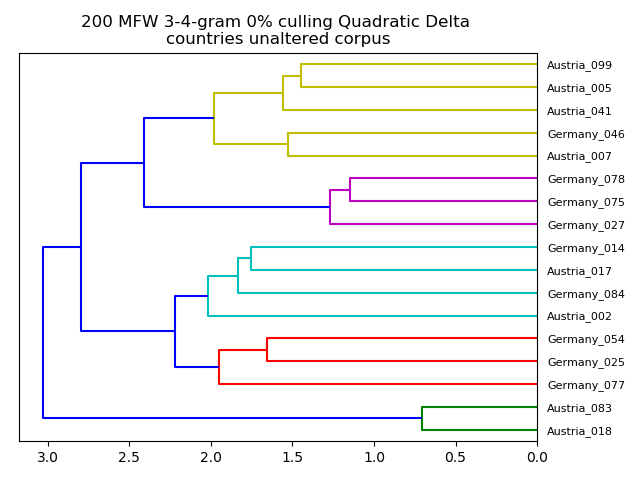 200 MFW 3-4-gram 0% culling Quadratic Delta
countries unaltered corpus
Austria_099
Austria_005
Austria_041
Germany_046
Austria_007
Germany_078
Germany_075
Germany_027
Germany_014
Austria_017
Germany_084
Austria_002
Germany_054
Germany_025
Germany_077
Austria_083
Austria_018
3.0 2.5 2.0 1.5 1.0 0.5 0.0